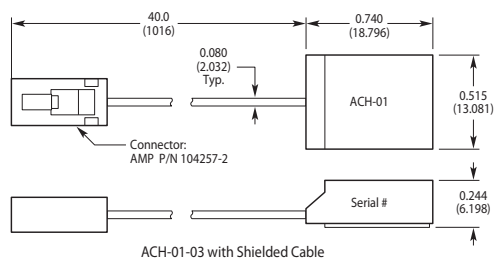 40.0
(1016)
0.740
(18.796)
0.080
(2.032)
Typ.
ACH-01
0.515
(13.081)
Connector:
AMP P/N 104257-2
Serial #
0.244
(6.198)
ACH-01-03 with Shielded Cable